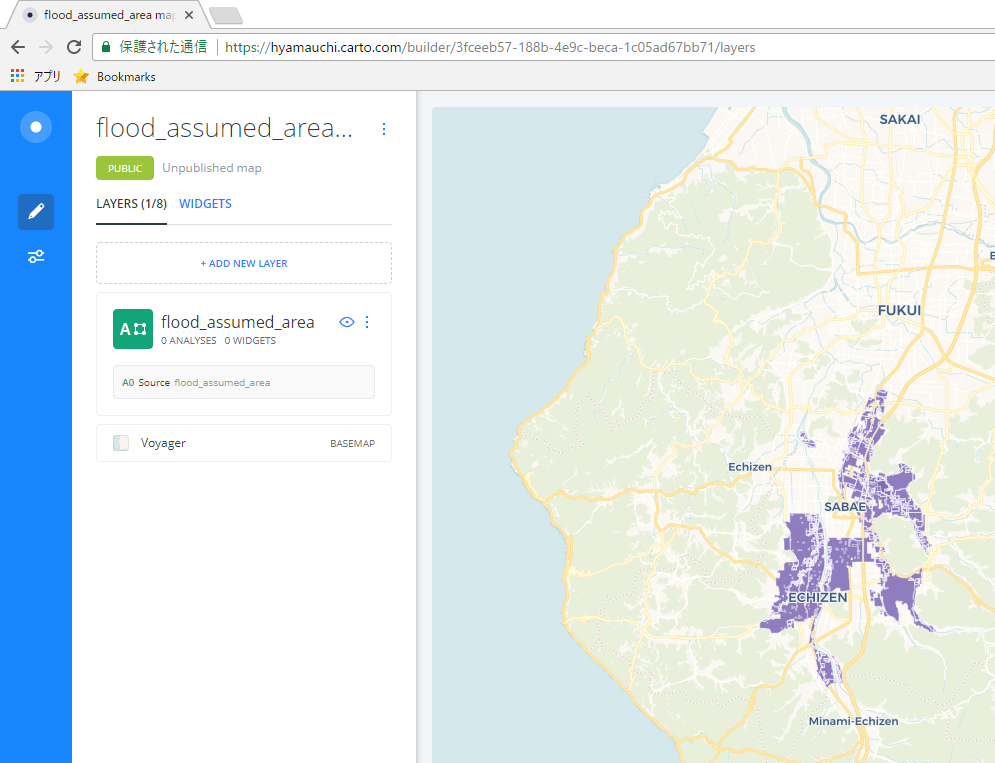 flood_assumed_area map
保護された通信
https://hyamauchi.carto.com/builder/3fceeb57-188b-4e9c-beca-1c05ad67bb71/layers
アプリ
Bookmarks
flood_assumed_area...
PUBLIC
Unpublished map
LAYERS (1/8)
WIDGETS
+ ADD NEW LAYER
A
flood_assumed_area
0 ANALYSES 0 WIDGETS
A0 Source flood_assumed_area
Voyager
BASEMAP
SAKAI
FUKUI
Echizen
SABAE
ECHIZEN
Minami-Echizen